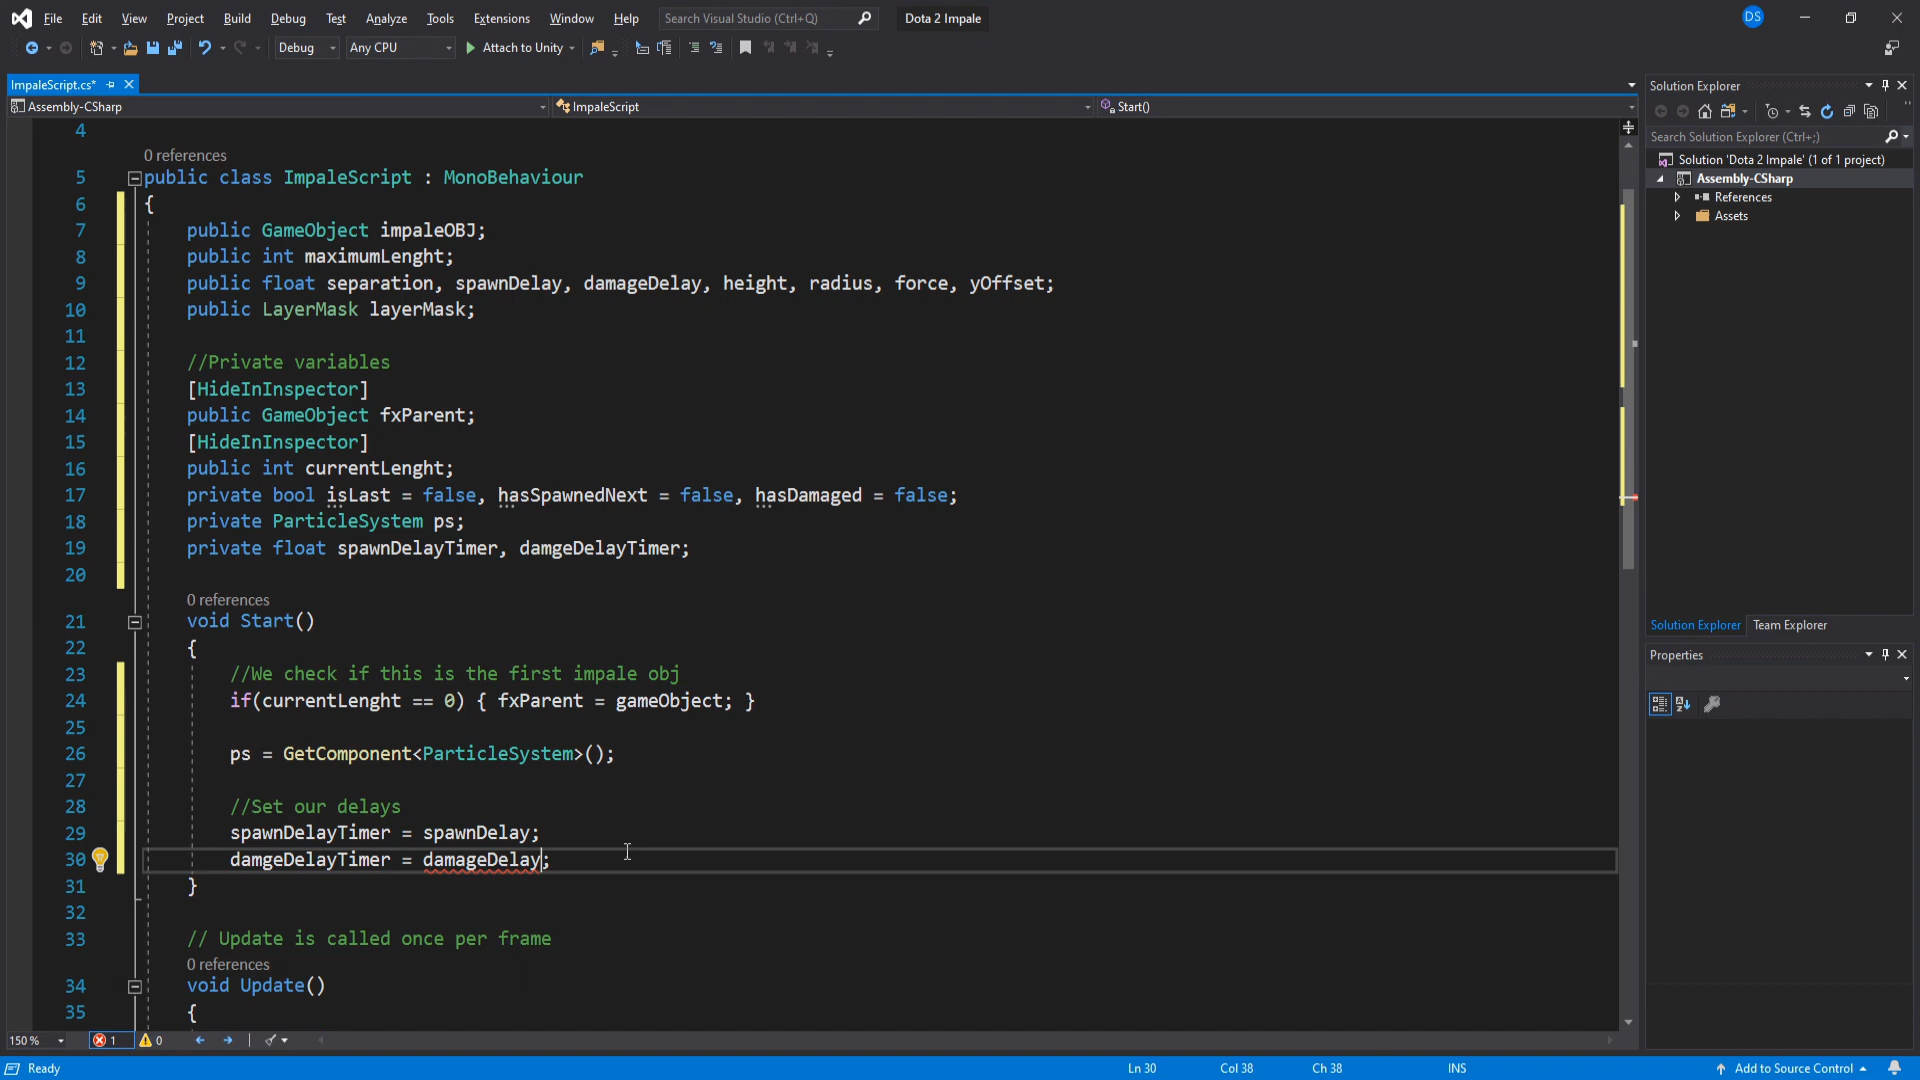 File Edit View Project Build Debug Test Analyze Tools Extensions Window Help Search Visual Studio (Ctrl+Q) Dota 2 Impale DS
Debug Any CPU Attach to Unity
ImpaleScript.cs*
Assembly-CSharp ImpaleScript Start()
4
0 references
5 public class ImpaleScript : MonoBehaviour
6 {
7 public GameObject impaleOBJ;
8 public int maximumLenght;
9 public float separation, spawnDelay, damageDelay, height, radius, force, yOffset;
10 public LayerMask layerMask;
11
12 //Private variables
13 [HideInInspector]
14 public GameObject fxParent;
15 [HideInInspector]
16 public int currentLenght;
17 private bool isLast = false, hasSpawnedNext = false, hasDamaged = false;
18 private ParticleSystem ps;
19 private float spawnDelayTimer, damgeDelayTimer;
20
0 references
21 void Start()
22 {
23 //We check if this is the first impale obj
24 if(currentLenght == 0) { fxParent = gameObject; }
25
26 ps = GetComponent<ParticleSystem>();
27
28 //Set our delays
29 spawnDelayTimer = spawnDelay;
30 damgeDelayTimer = damageDelay;
31 }
32
33 // Update is called once per frame
0 references
34 void Update()
35 {
150 % 1 0
Ready Ln 30 Col 38 Ch 38 INS Add to Source Control
Solution Explorer
Search Solution Explorer (Ctrl+;)
Solution 'Dota 2 Impale' (1 of 1 project)
Assembly-CSharp
References
Assets
Solution Explorer Team Explorer
Properties